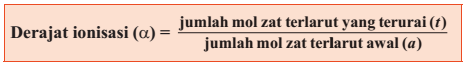 Derajat ionisasi (α) = jumlah mol zat terlarut yang terurai (t)
jumlah mol zat terlarut awal (a)